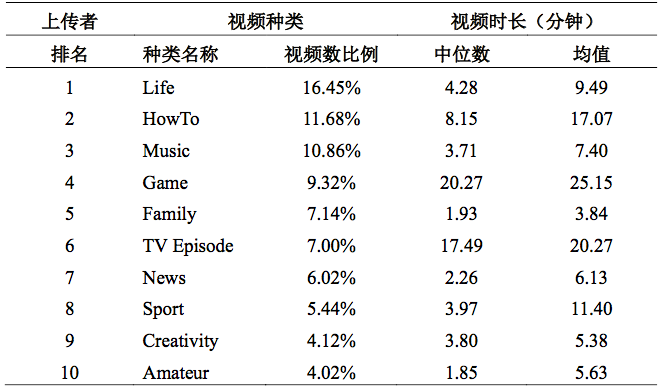 上传者 视频种类 视频时长（分钟）
排名 种类名称 视频数比例 中位数 均值
1 Life 16.45% 4.28 9.49
2 HowTo 11.68% 8.15 17.07
3 Music 10.86% 3.71 7.40
4 Game 9.32% 20.27 25.15
5 Family 7.14% 1.93 3.84
6 TV Episode 7.00% 17.49 20.27
7 News 6.02% 2.26 6.13
8 Sport 5.44% 3.97 11.40
9 Creativity 4.12% 3.80 5.38
10 Amateur 4.02% 1.85 5.63